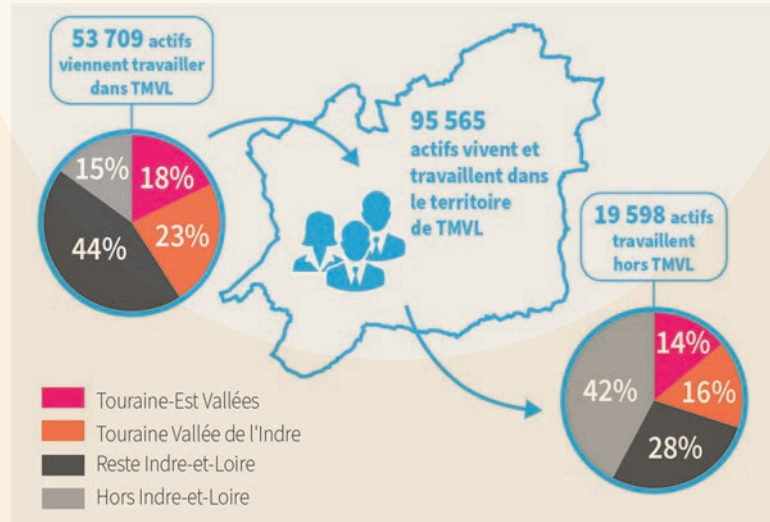 53 709 actifs
viennent travailler
dans TMVL
15%
18%
44%
23%
95 565
actifs vivent et
travaillent dans
le territoire
de TMVL
19 598 actifs
travaillent
hors TMVL
14%
42%
16%
28%
Touraine-Est Vallées
Touraine Vallée de l'Indre
Reste Indre-et-Loire
Hors Indre-et-Loire